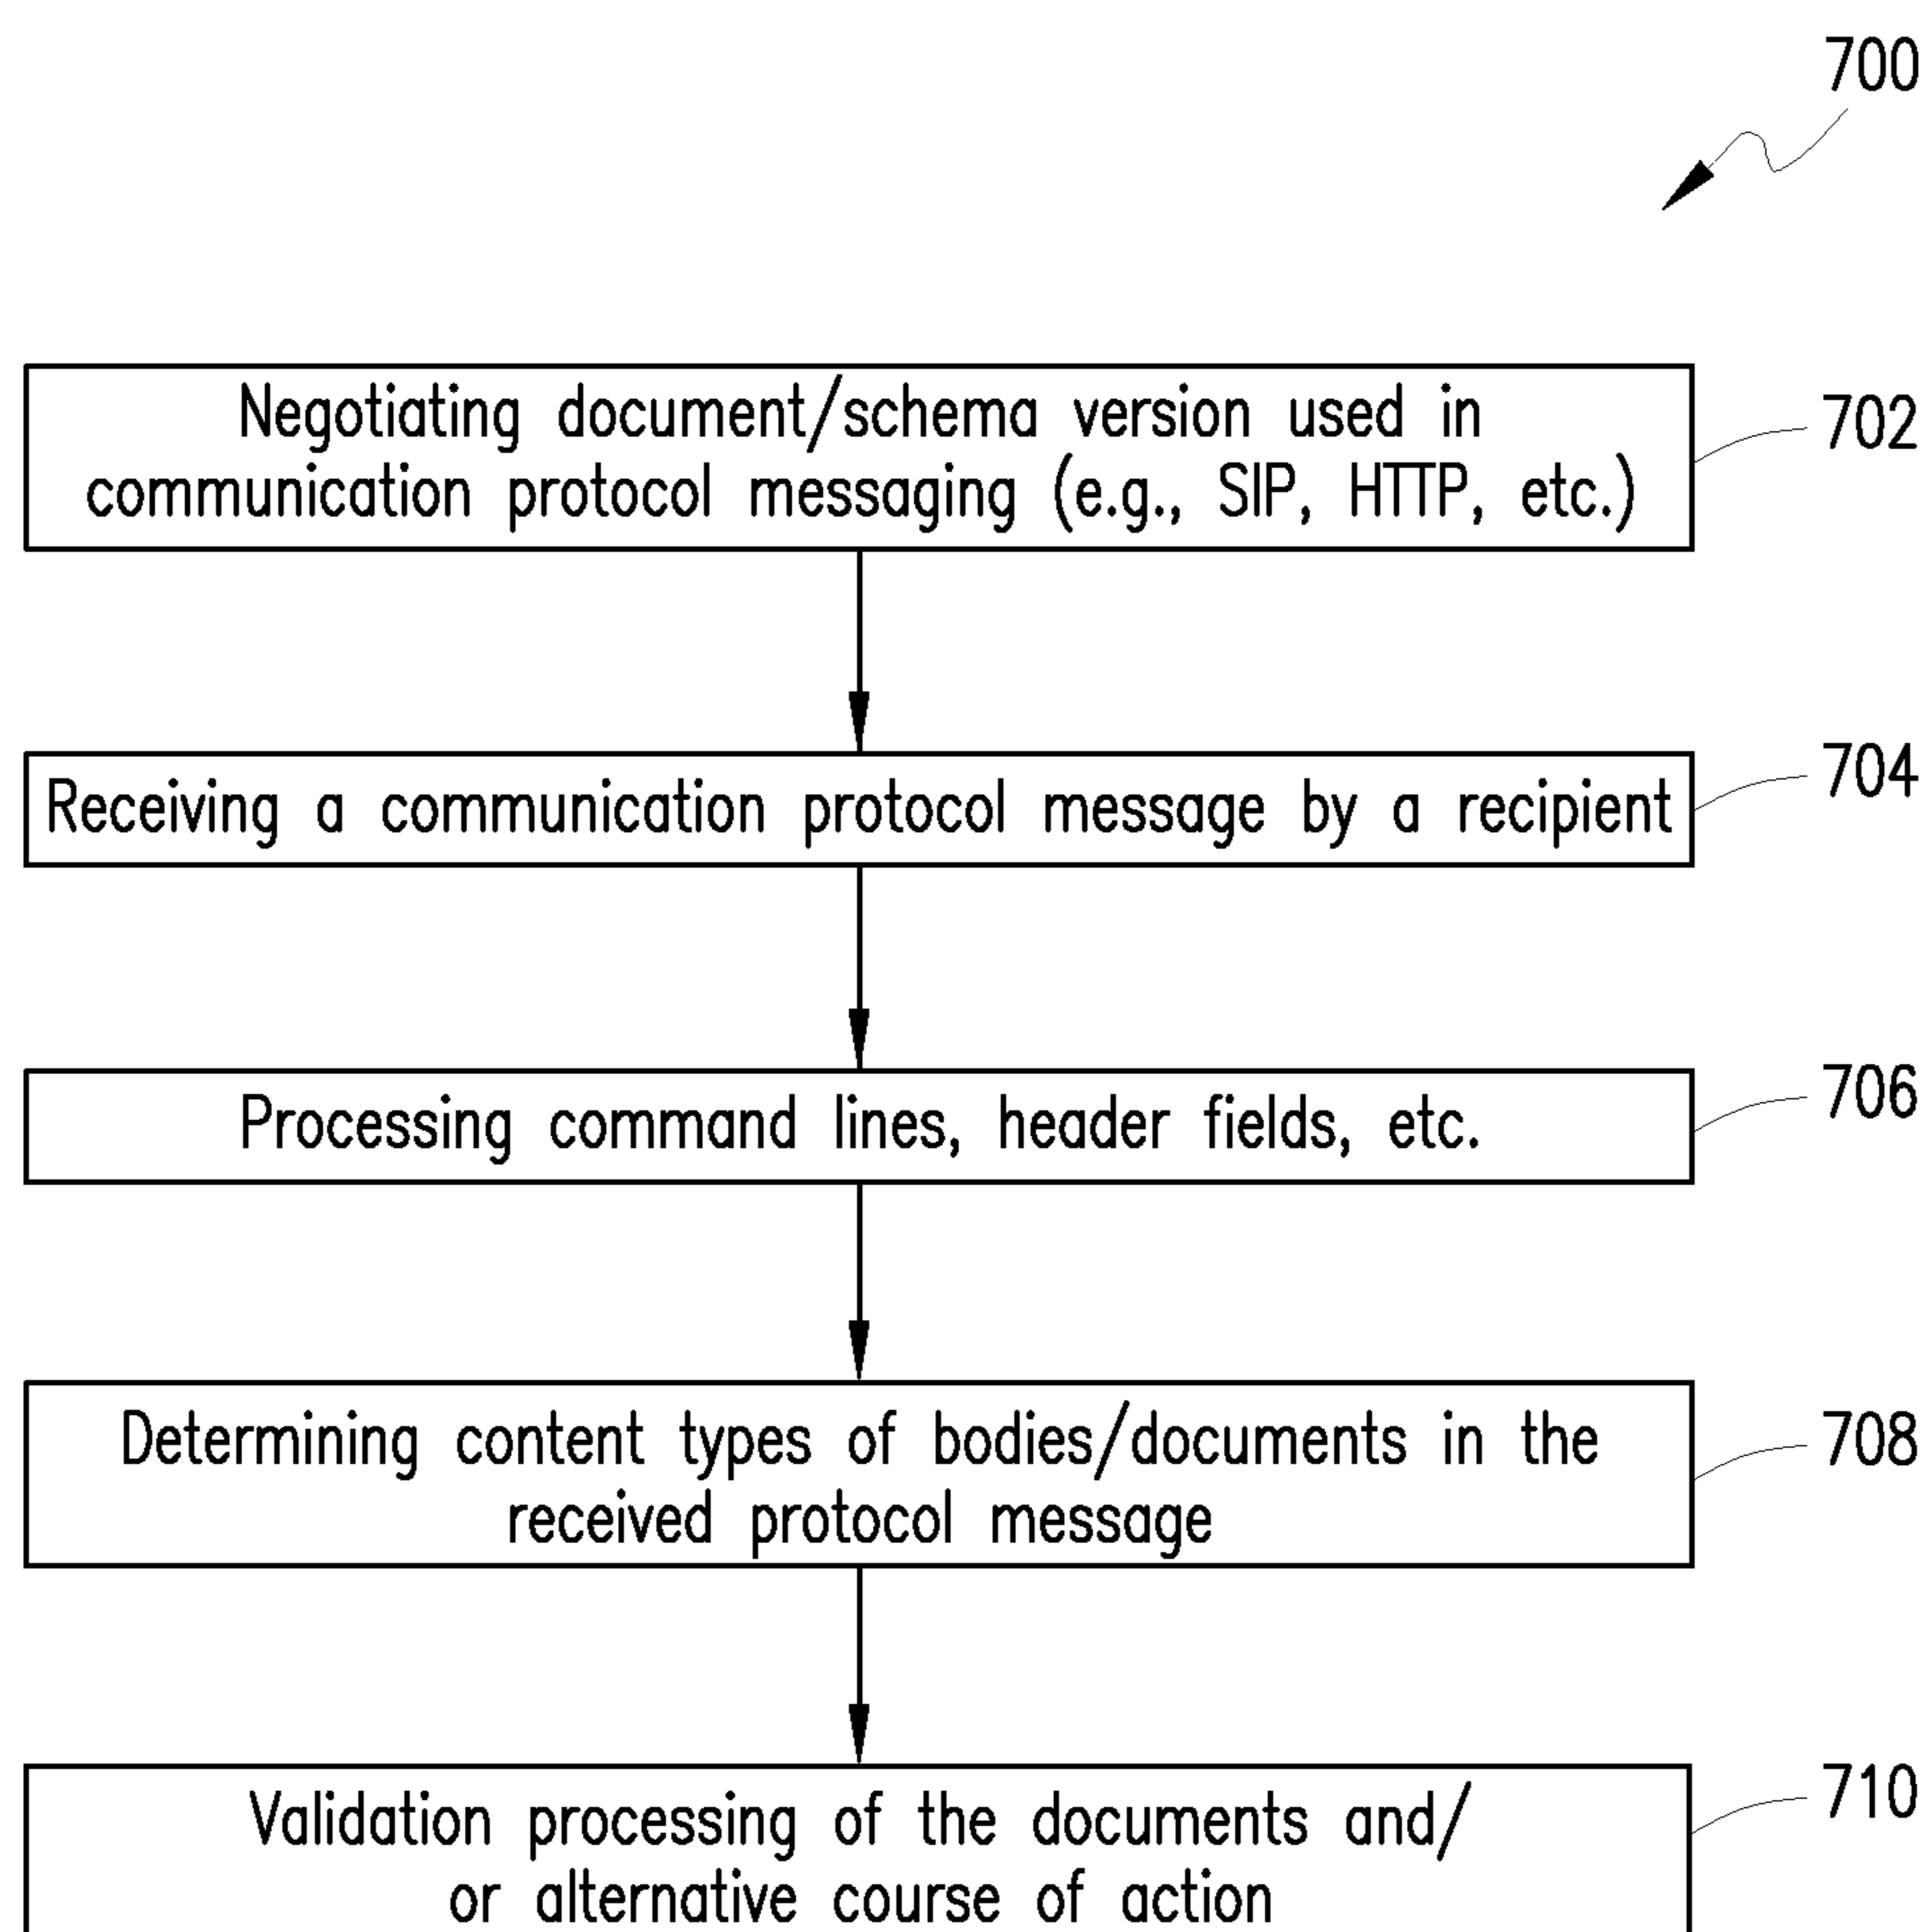 700
Negotiating document/schema version used in
communication protocol messaging (e.g., SIP, HTTP, etc.)
702
Receiving a communication protocol message by a recipient
704
Processing command lines, header fields, etc.
706
Determining content types of bodies/documents in the
received protocol message
708
Validation processing of the documents and/
or alternative course of action
710